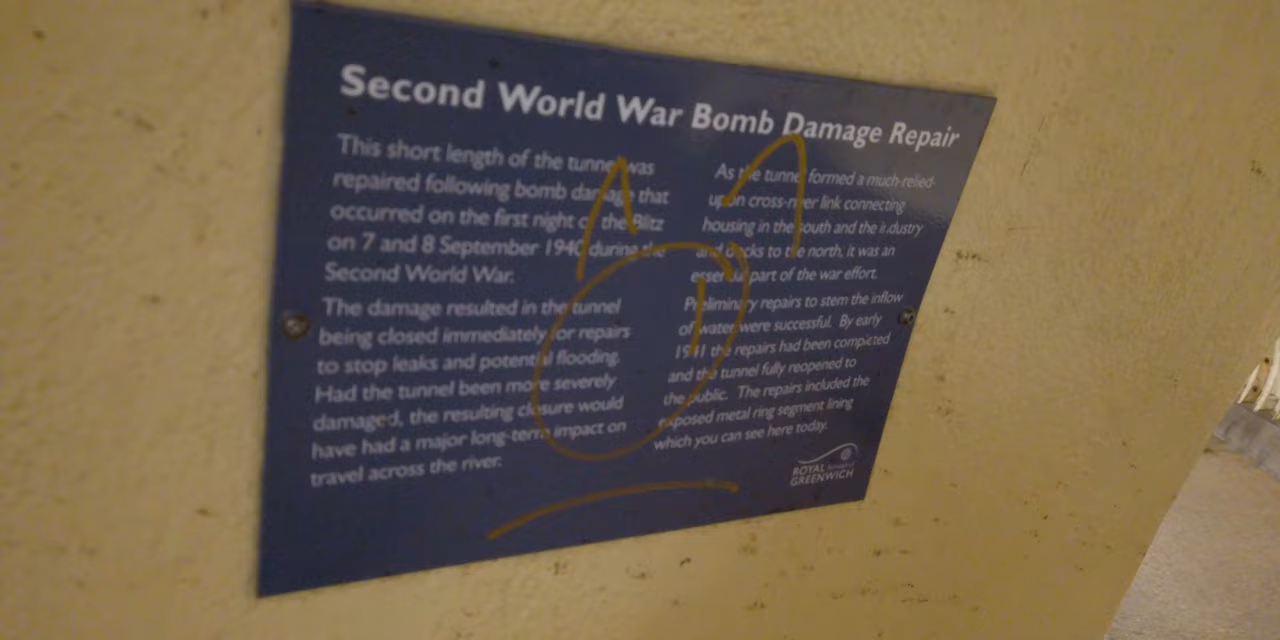 Second World War Bomb Damage Repair
This short length of the tunnel was
repaired following bomb damage that
occurred on the first night of the Blitz
on 7 and 8 September 1940 during the
Second World War.
The damage resulted in the tunnel
being closed immediately for repairs
to stop leaks and potential flooding.
Had the tunnel been more severely
damaged, the resulting closure would
have had a major long-term impact on
travel across the river.
As the tunnel formed a much-relied-
upon cross-river link connecting
housing in the south and the industry
and docks to the north, it was an
essential part of the war effort.
Preliminary repairs to stem the inflow
of water were successful. By early
1941 the repairs had been completed
and the tunnel fully reopened to
the public. The repairs included the
exposed metal ring segment lining
which you can see here today.
ROYAL borough of
GREENWICH